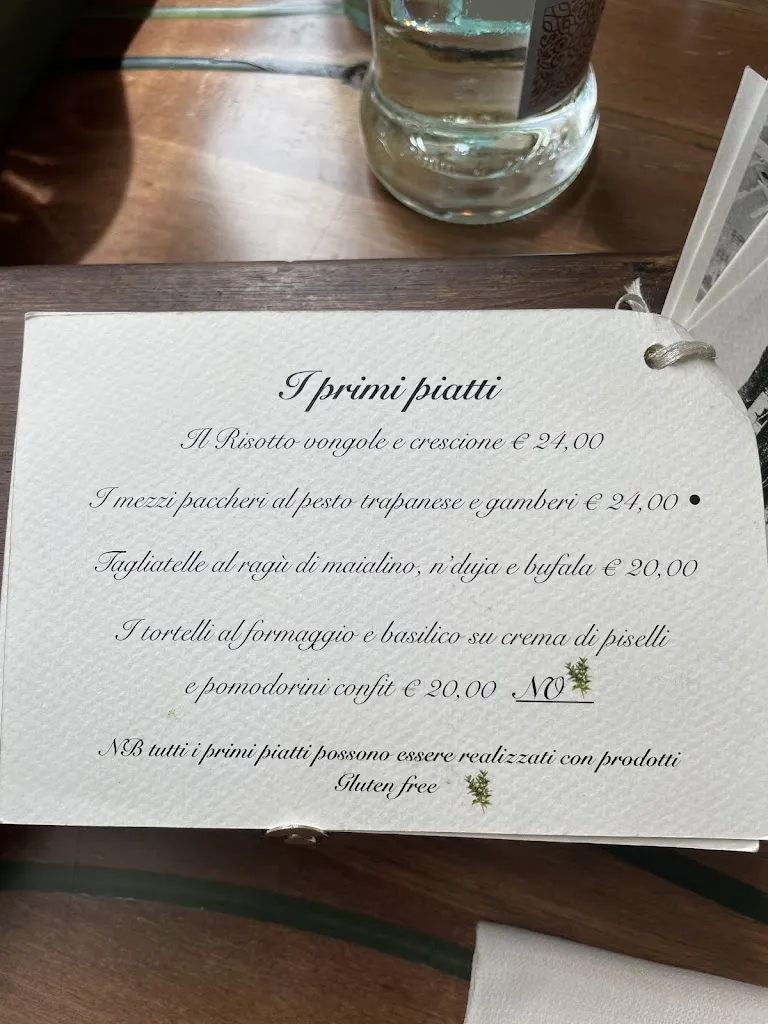 I primi piatti
Il Risotto vongole e crescione € 24,00
I mezzi paccheri al pesto trapanese e gamberi € 24,00 •
Tagliatelle al ragù di maialino, n'duja e bufala € 20,00
I tortelli al formaggio e basilico su crema di piselli
e pomodorini confit € 20,00 NO
NB tutti i primi piatti possono essere realizzati con prodotti
Gluten free